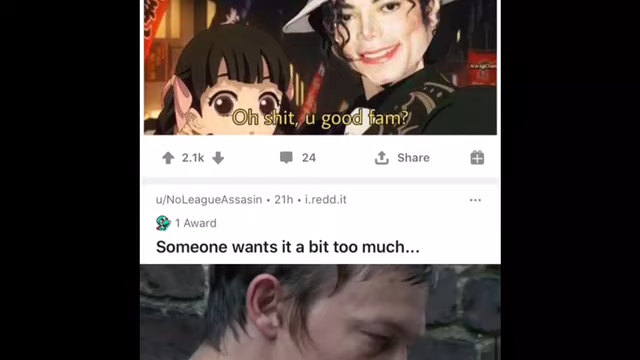 Oh shit, u good fam?
2.1k
24
Share
u/NoLeagueAssasin • 21h • i.redd.it
1 Award
Someone wants it a bit too much...